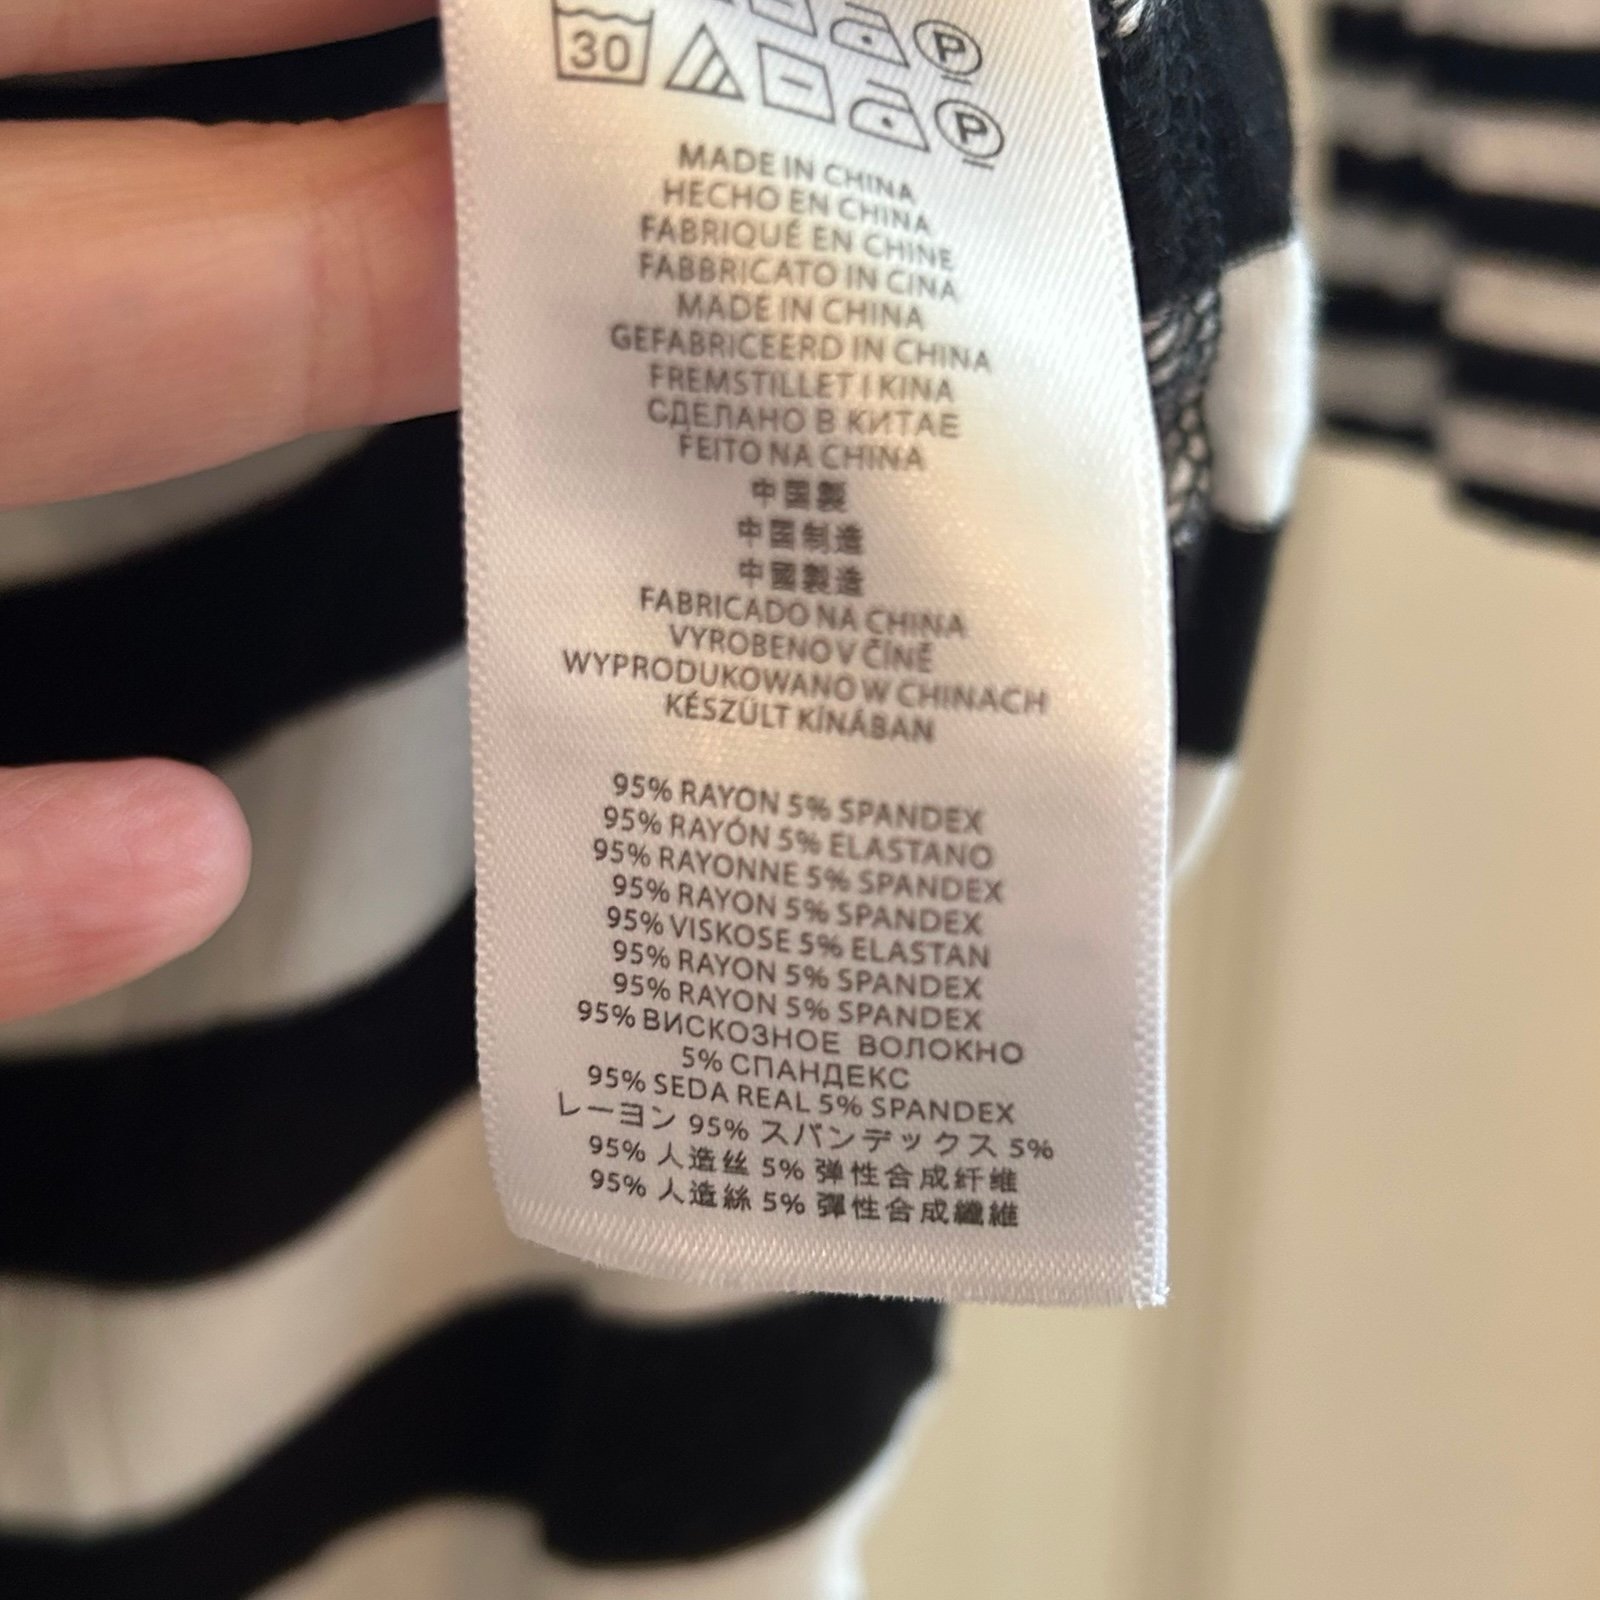 30
P
P
MADE IN CHINA
HECHO EN CHINA
FABRIQUÉ EN CHINE
FABBRICATO IN CINA
MADE IN CHINA
GEFABRICEERD IN CHINA
FREMSTILLET I KINA
СДЕЛАНО В КИТАЕ
FEITO NA CHINA
中国製
中国制造
中國製造
FABRICADO NA CHINA
VYROBENO V ČÍNĚ
WYPRODUKOWANO W CHINACH
KÉSZÜLT KÍNÁBAN
95% RAYON 5% SPANDEX
95% RAYÓN 5% ELASTANO
95% RAYONNE 5% SPANDEX
95% RAYON 5% SPANDEX
95% VISKOSE 5% ELASTAN
95% RAYON 5% SPANDEX
95% RAYON 5% SPANDEX
95% ВИСКОЗНОЕ ВОЛОКНО
5% СПАНДЕКС
95% SEDA REAL 5% SPANDEX
レーヨン 95% スパンデックス 5%
95% 人造丝 5% 弹性合成纤维
95% 人造絲 5% 彈性合成纖維